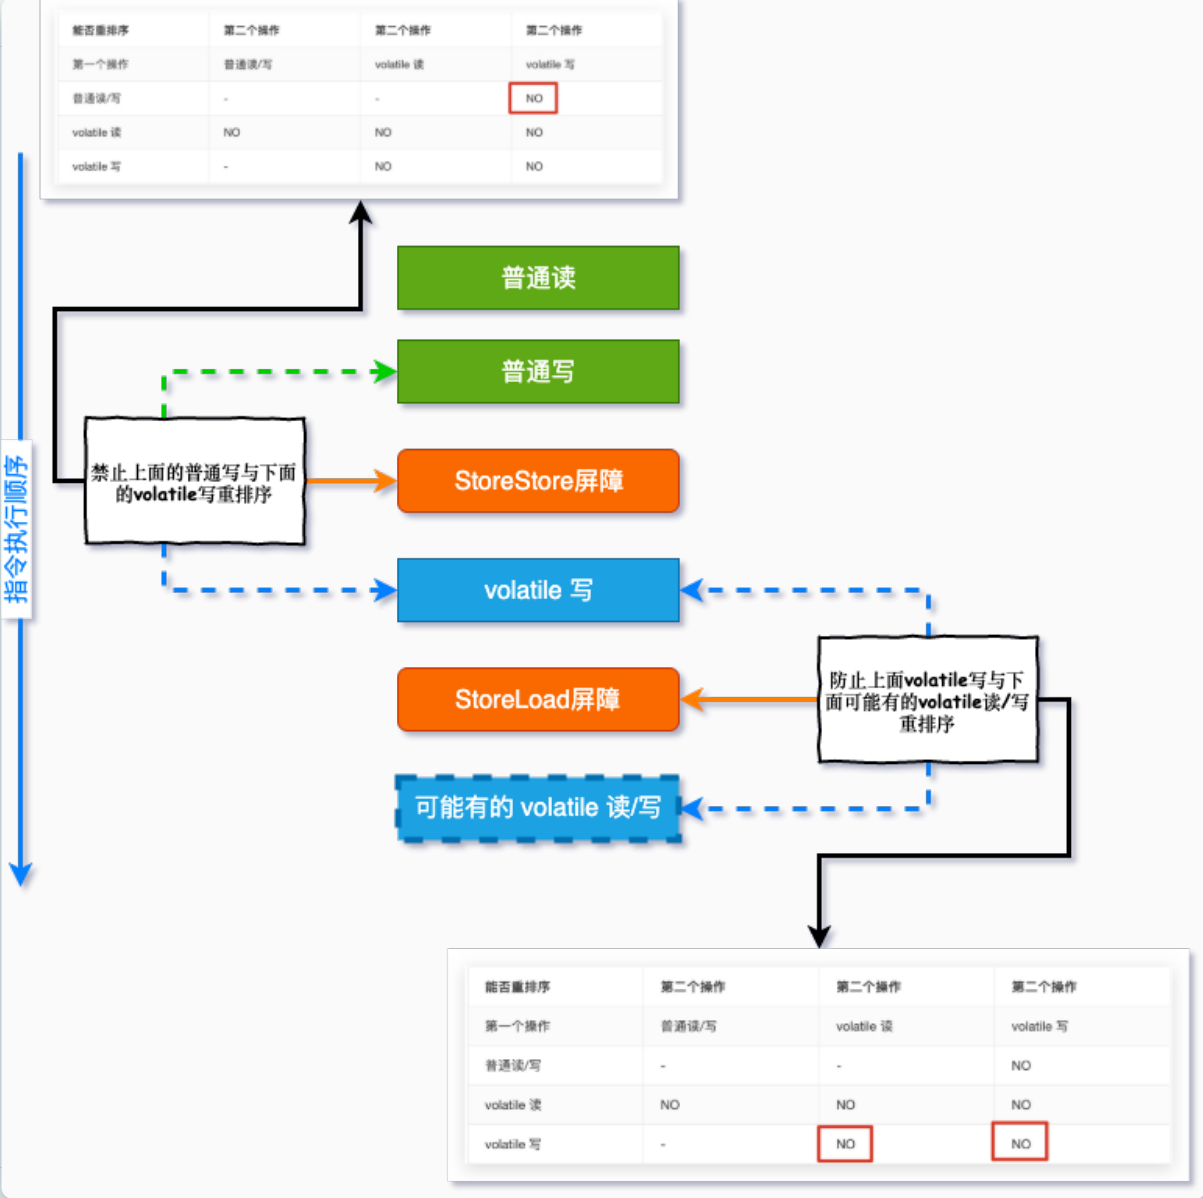 能否重排序 第二个操作 第二个操作 第二个操作
第一个操作 普通读/写 volatile 读 volatile 写
普通读/写 - - NO
volatile 读 NO NO NO
volatile 写 - NO NO
普通读
普通写
禁止上面的普通写与下面
的volatile写重排序
StoreStore屏障
指令执行顺序
volatile 写
防止上面volatile写与下
面可能有的volatile读/写
重排序
StoreLoad屏障
可能有的 volatile 读/写
能否重排序 第二个操作 第二个操作 第二个操作
第一个操作 普通读/写 volatile 读 volatile 写
普通读/写 - - NO
volatile 读 NO NO NO
volatile 写 - NO NO